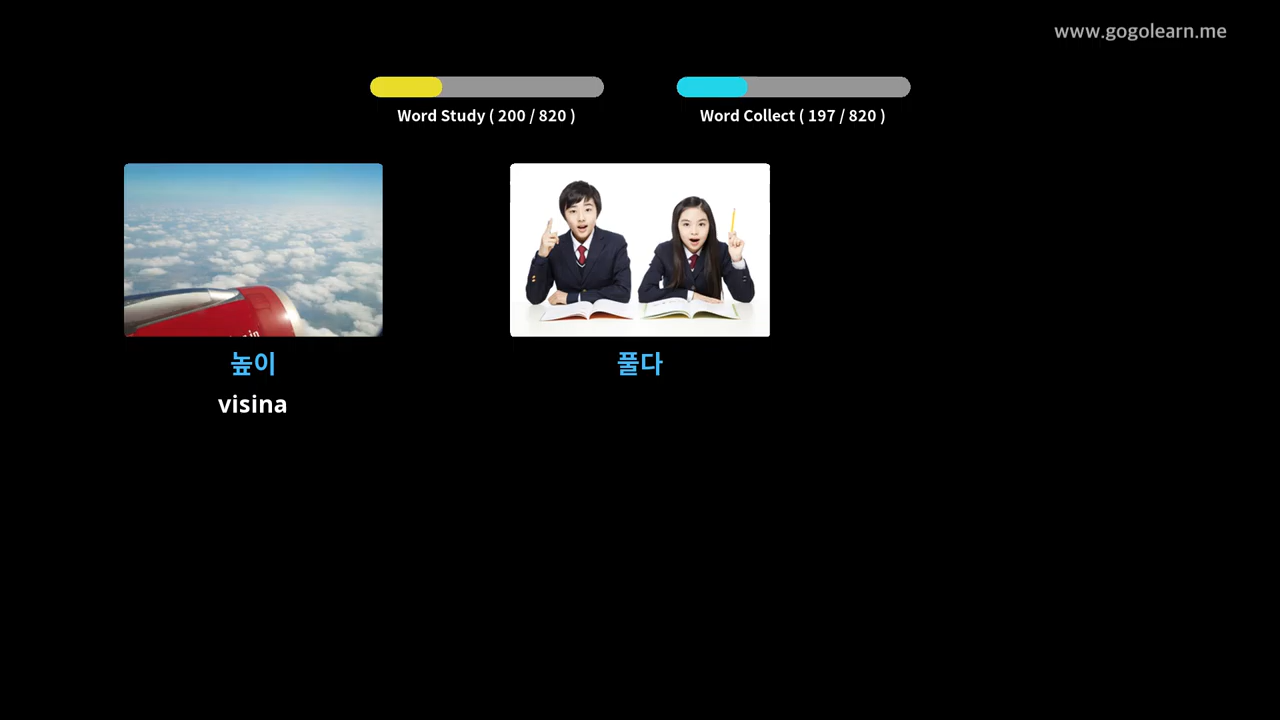 www.gogolearn.me
Word Study ( 200 / 820 )
Word Collect ( 197 / 820 )
높이
풀다
visina